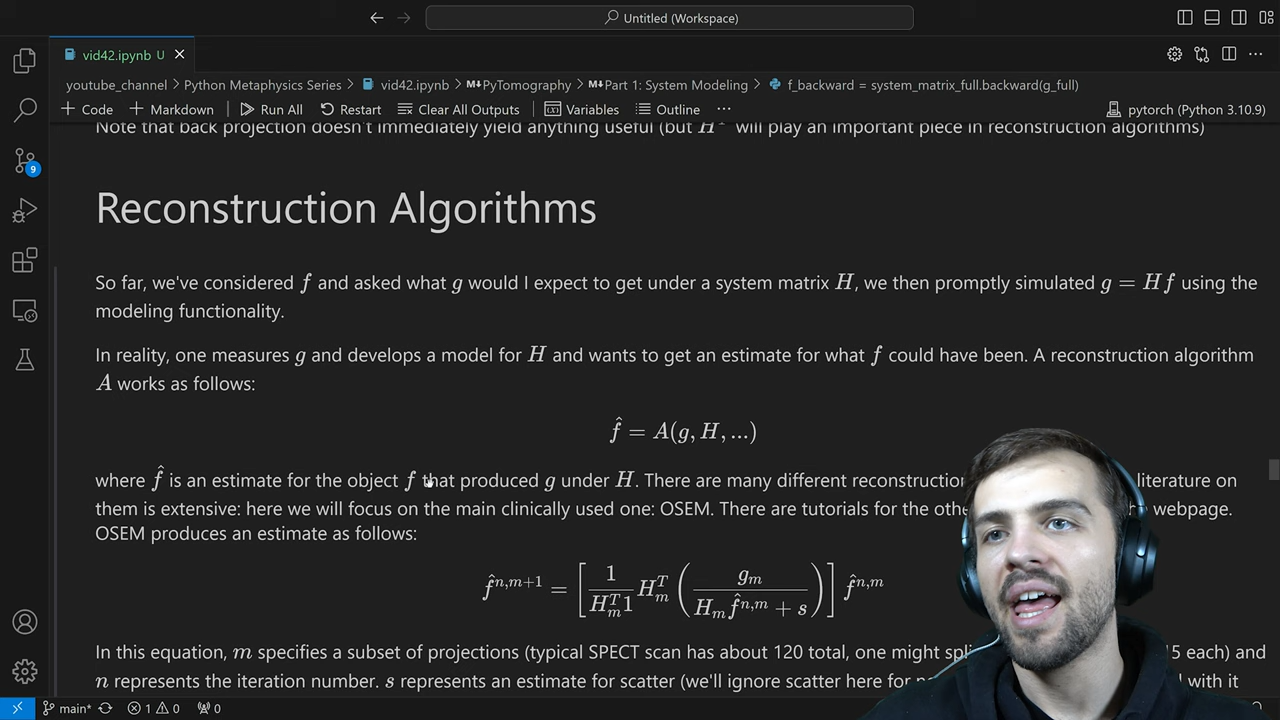 Untitled (Workspace)
vid42.ipynb U
youtube_channel > Python Metaphysics Series > vid42.ipynb > PyTomography > Part 1: System Modeling > f_backward = system_matrix_full.backward(g_full)
+ Code + Markdown Run All Restart Clear All Outputs Variables Outline ... pytorch (Python 3.10.9)
Note that back projection doesn't immediately yield anything useful (but H^T will play an important piece in reconstruction algorithms)
Reconstruction Algorithms
So far, we've considered f and asked what g would I expect to get under a system matrix H, we then promptly simulated g = Hf using the
modeling functionality.
In reality, one measures g and develops a model for H and wants to get an estimate for what f could have been. A reconstruction algorithm
A works as follows:
f̂ = A(g, H, ...)
where f̂ is an estimate for the object f that produced g under H. There are many different reconstruction literature on
them is extensive: here we will focus on the main clinically used one: OSEM. There are tutorials for the othe webpage.
OSEM produces an estimate as follows:
f̂^{n,m+1} = [ 1/(H_m^T 1) H_m^T ( g_m/(H_m f̂^{n,m} + s) ) ] f̂^{n,m}
In this equation, m specifies a subset of projections (typical SPECT scan has about 120 total, one might spli 15 each) and
n represents the iteration number. s represents an estimate for scatter (we'll ignore scatter here for d with it
9
main* 1 0 0